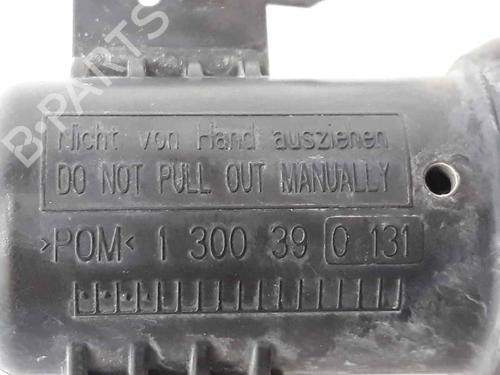 B-PARTS
Nicht von Hand ausziehen
DO NOT PULL OUT MANUALLY
>POM< 1 300 39 0 131